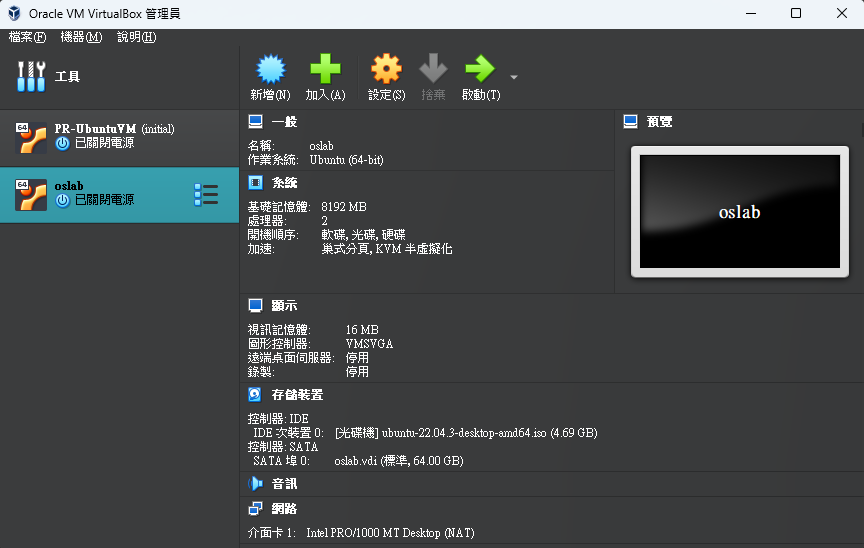 Oracle VM VirtualBox 管理員
檔案(F) 機器(M) 說明(H)
工具
新增(N) 加入(A) 設定(S) 捨棄 啟動(T)
64 PR-UbuntuVM (initial)
已關閉電源
64 oslab
已關閉電源
一般
名稱: oslab
作業系統: Ubuntu (64-bit)
預覽
oslab
系統
基礎記憶體: 8192 MB
處理器: 2
開機順序: 軟碟, 光碟, 硬碟
加速: 巢式分頁, KVM 半虛擬化
顯示
視訊記憶體: 16 MB
圖形控制器: VMSVGA
遠端桌面伺服器: 停用
錄製: 停用
存儲裝置
控制器: IDE
IDE 次裝置 0: [光碟機] ubuntu-22.04.3-desktop-amd64.iso (4.69 GB)
控制器: SATA
SATA 埠 0: oslab.vdi (標準, 64.00 GB)
音訊
網路
介面卡 1: Intel PRO/1000 MT Desktop (NAT)